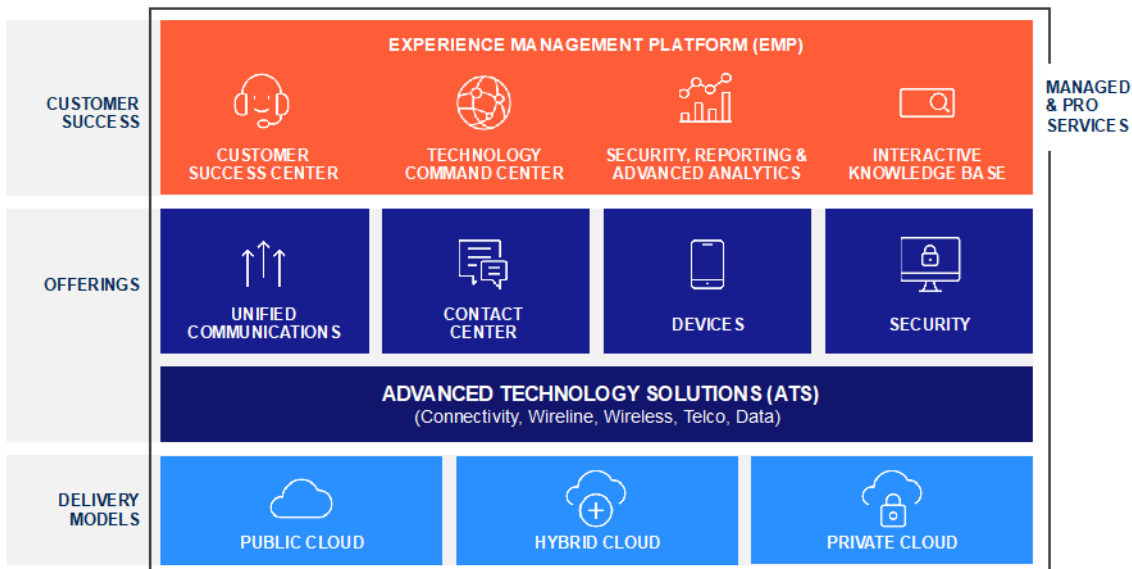 EXPERIENCE MANAGEMENT PLATFORM (EMP)
CUSTOMER
SUCCESS
CUSTOMER
SUCCESS CENTER
TECHNOLOGY
COMMAND CENTER
SECURITY, REPORTING &
ADVANCED ANALYTICS
INTERACTIVE
KNOWLEDGE BASE
MANAGED
& PRO
SERVICES
OFFERINGS
UNIFIED
COMMUNICATIONS
CONTACT
CENTER
DEVICES
SECURITY
ADVANCED TECHNOLOGY SOLUTIONS (ATS)
(Connectivity, Wireline, Wireless, Telco, Data)
DELIVERY
MODELS
PUBLIC CLOUD
HYBRID CLOUD
PRIVATE CLOUD